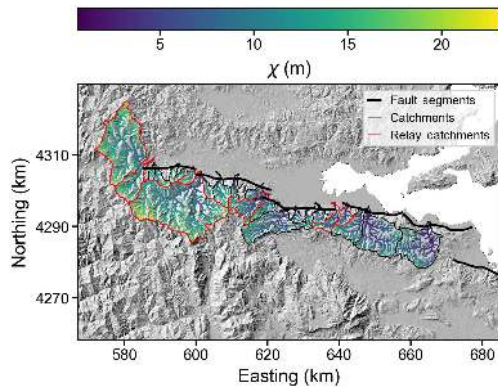 5 10 15 20
χ (m)
Fault segments
Catchments
Relay catchments
Northing (km)
4310
4290
4270
580 600 620 640 660 680
Easting (km)